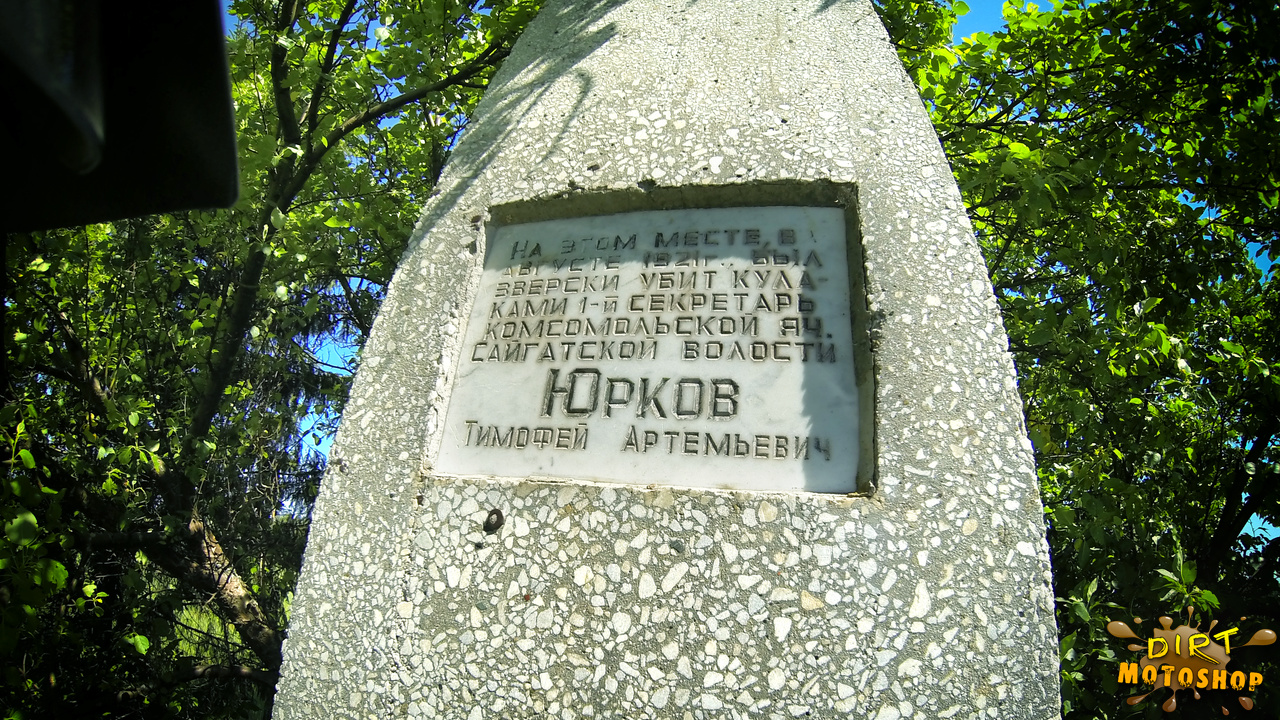 На этом месте, в
августе 1921г. был
зверски убит кула-
ками 1-й секретарь
комсомольской яч.
Сайгатской волости
Юрков
Тимофей Артемьевич
DIRT
MOTOSHOP